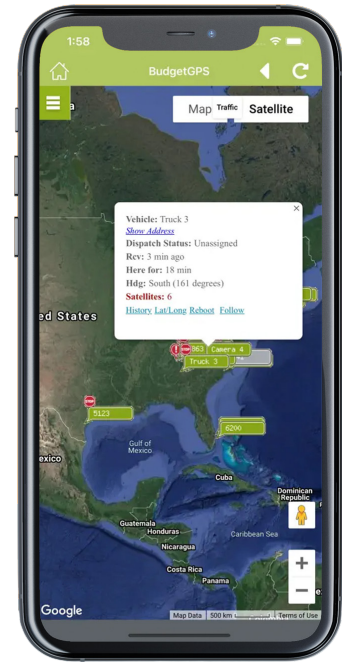 1:58
BudgetGPS
Map Traffic Satellite
Vehicle: Truck 3
Show Address
Dispatch Status: Unassigned
Rcv: 3 min ago
Here for: 18 min
Hdg: South (161 degrees)
Satellites: 6
History Lat/Long Reboot Follow
ed States
963 Camera 4
Truck 3
STOP
5123
6200
Gulf of
Mexico
exico
Cuba
Dominican
Republic
Guatemala
Honduras
Caribbean Sea
Nicaragua
Costa Rica
Panama
Google
Map Data 500 km Terms of Use